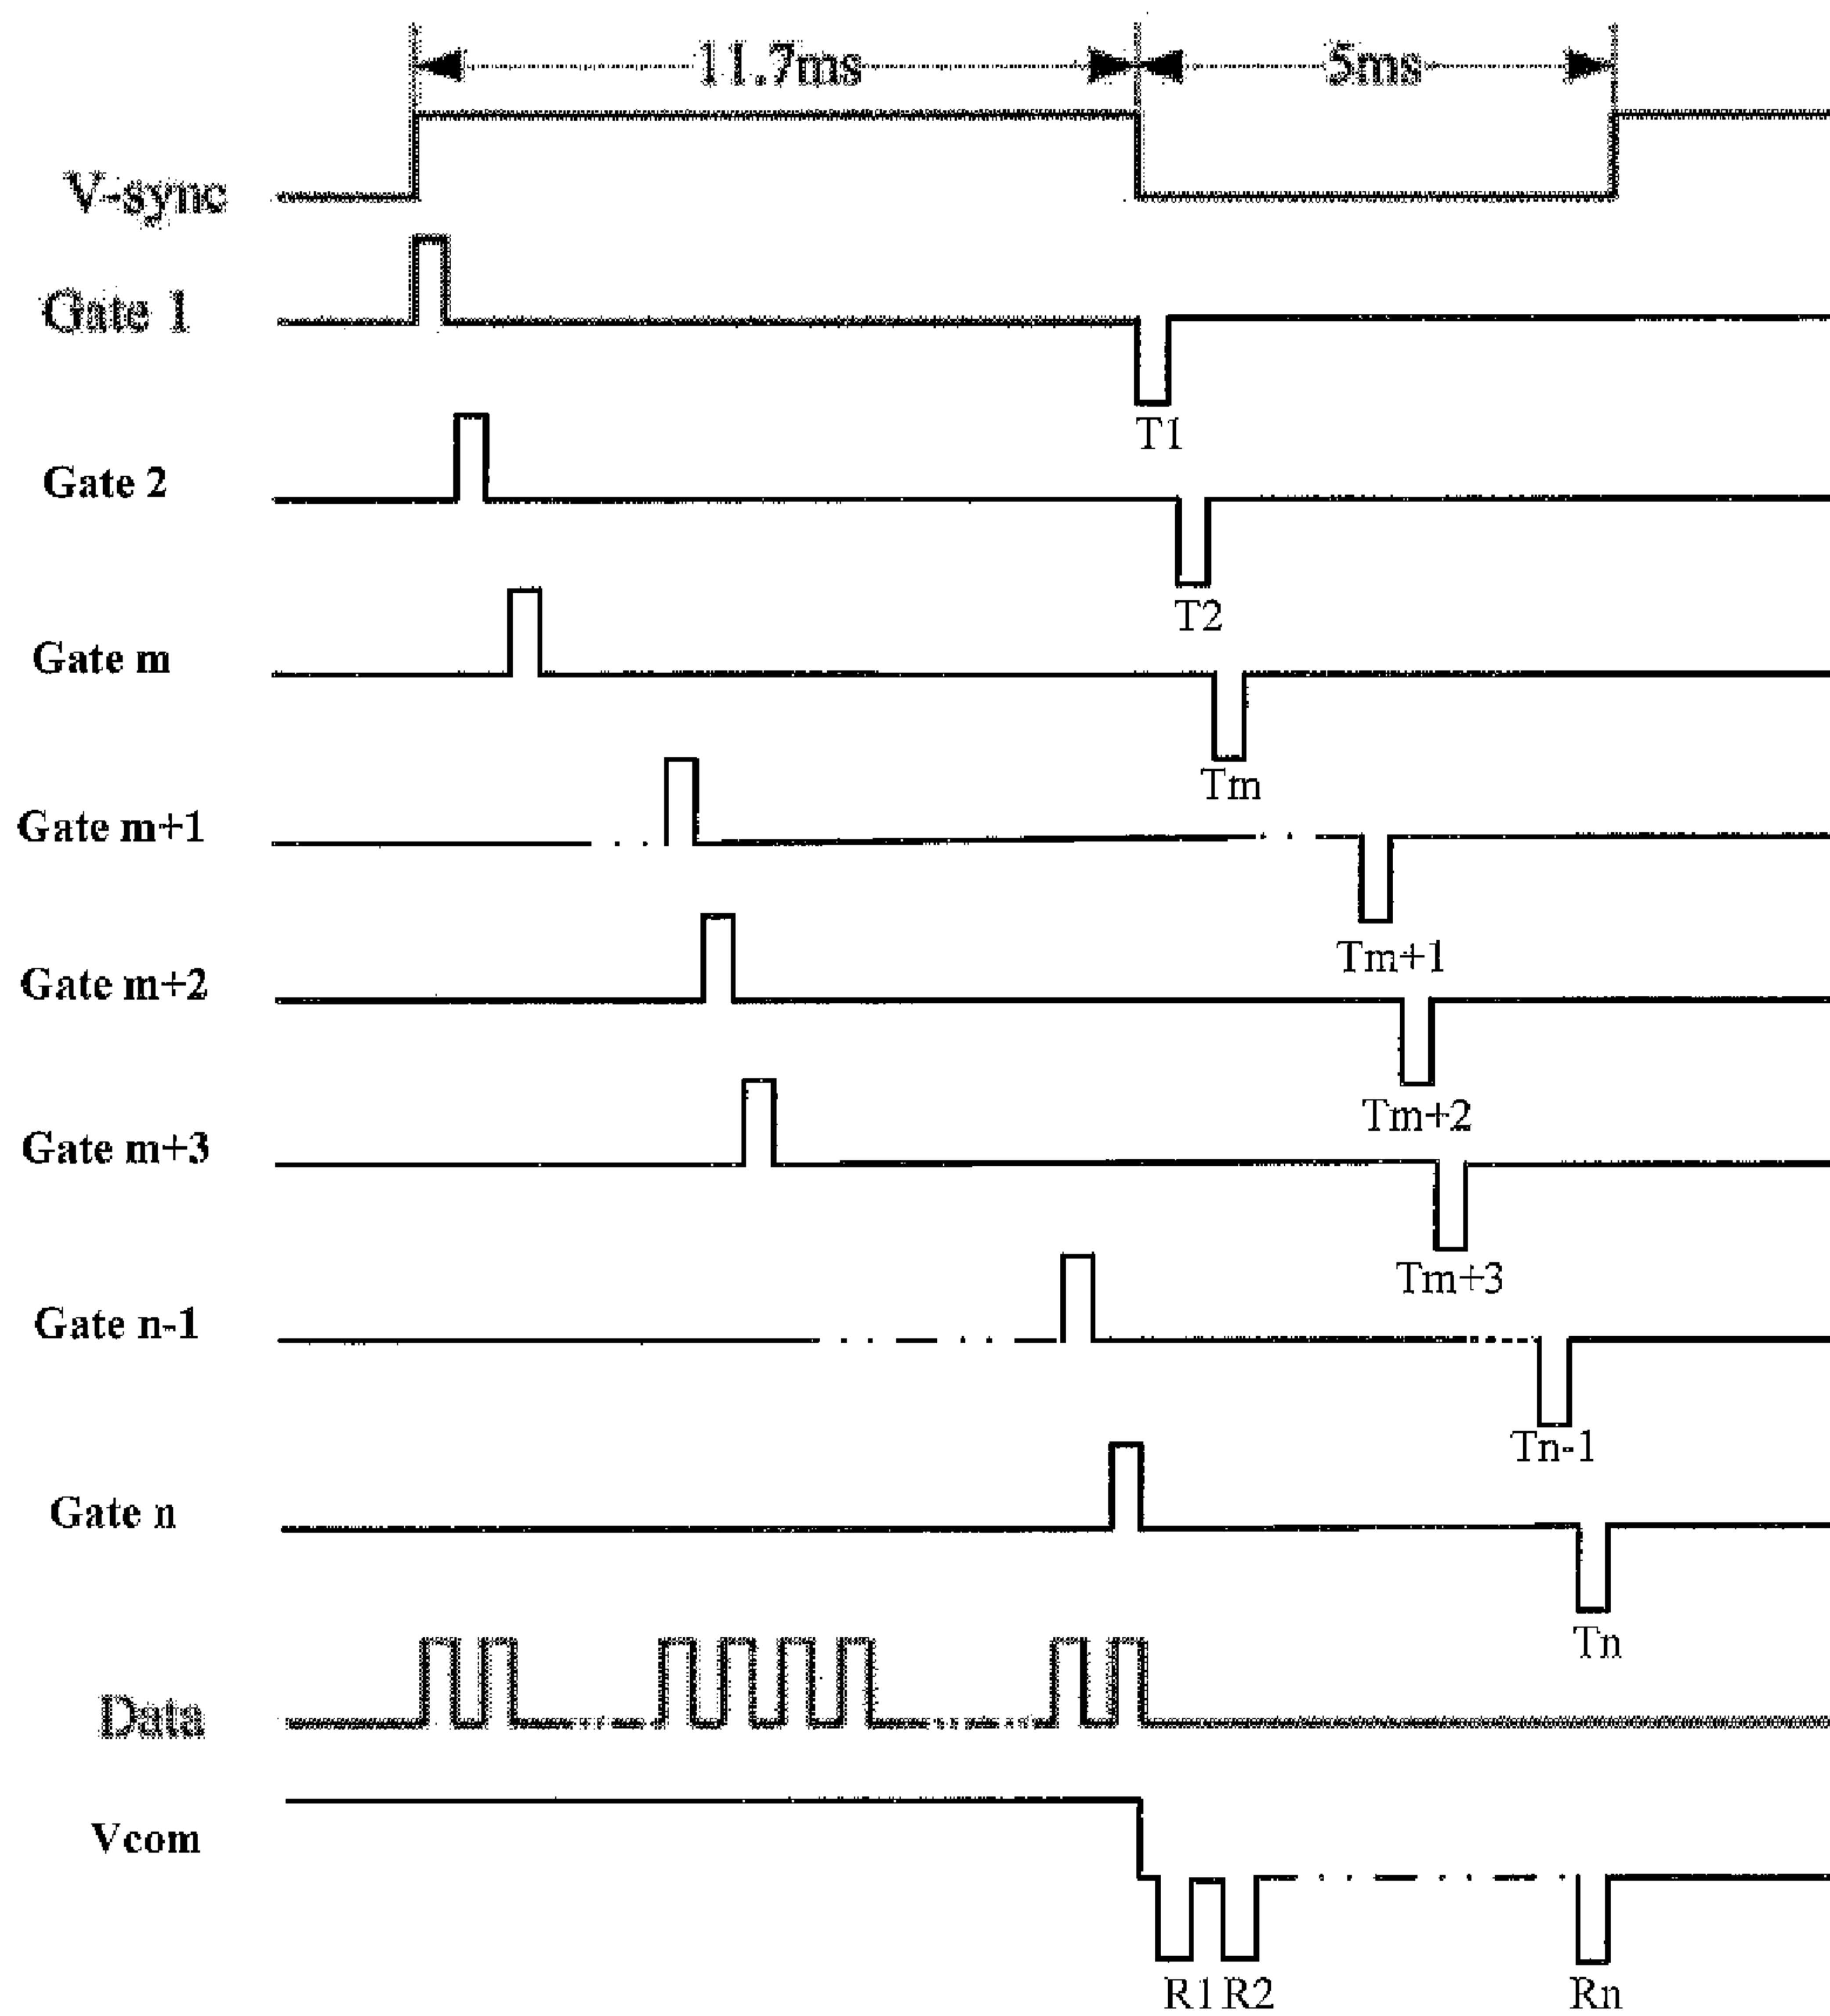 11.7ms 5ms
V-sync
Gate 1
T1
Gate 2
T2
Gate m
Tm
Gate m+1
Tm+1
Gate m+2
Tm+2
Gate m+3
Tm+3
Gate n-1
Tn-1
Gate n
Tn
Data
Vcom
R1 R2 Rn